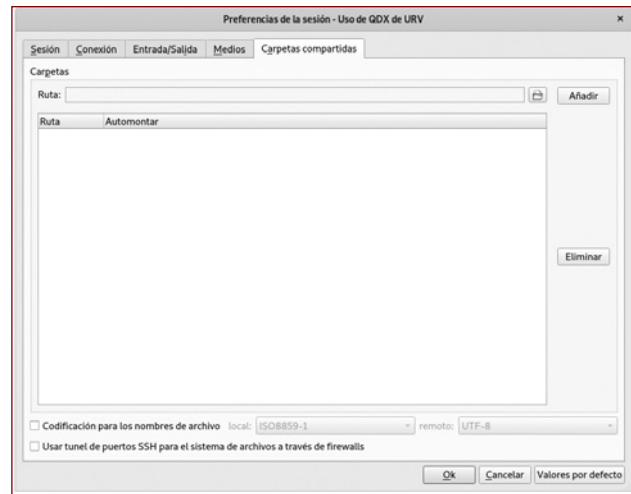 Preferencias de la sesión - Uso de QDX de URV ×
Sesión Conexión Entrada/Salida Medios Carpetas compartidas
Carpetas
Ruta: Añadir
Ruta Automontar
Eliminar
Codificación para los nombres de archivo local: ISO8859-1 remoto: UTF-8
Usar tunel de puertos SSH para el sistema de archivos a través de firewalls
Ok Cancelar Valores por defecto